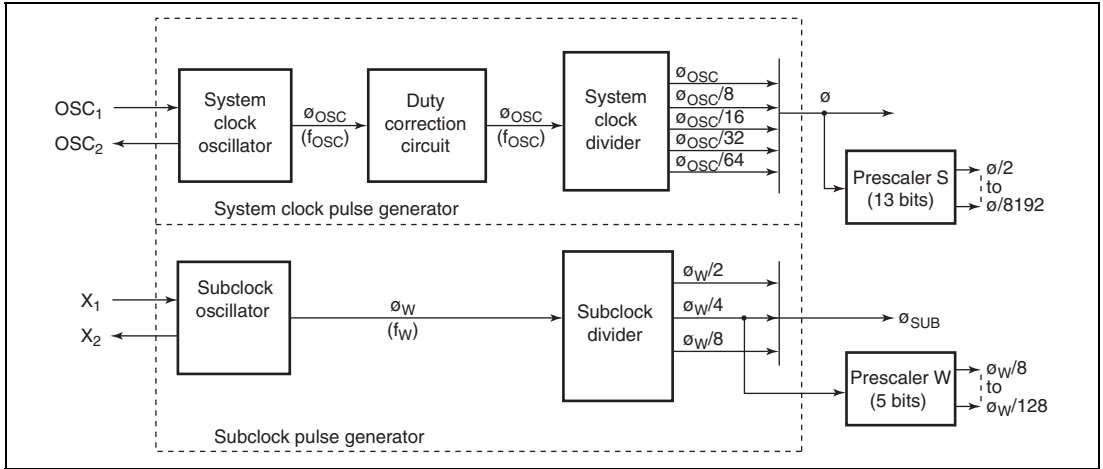 OSC1
OSC2
System
clock
oscillator
øOSC
(fOSC)
Duty
correction
circuit
øOSC
(fOSC)
System
clock
divider
øOSC
øOSC/8
øOSC/16
øOSC/32
øOSC/64
ø
Prescaler S
(13 bits)
ø/2
to
ø/8192
System clock pulse generator
X1
X2
Subclock
oscillator
øW
(fW)
Subclock
divider
øW/2
øW/4
øW/8
øSUB
Prescaler W
(5 bits)
øW/8
to
øW/128
Subclock pulse generator